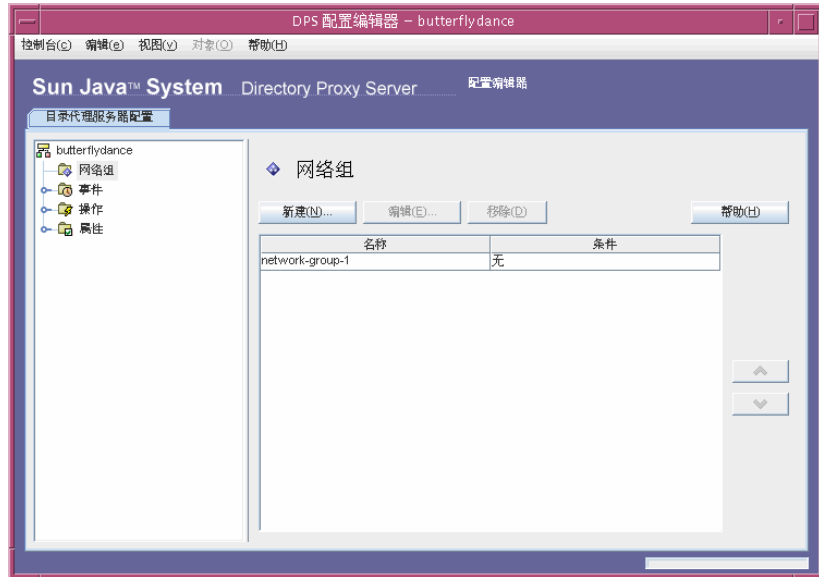 DPS 配置编辑器 – butterflydance
控制台(C) 编辑(e) 视图(V) 对象(O) 帮助(H)
Sun Java™ System Directory Proxy Server 配置编辑器
目录代理服务器配置
butterflydance
网络组
事件
操作
属性
网络组
新建(N)... 编辑(E)... 移除(D) 帮助(H)
名称 条件
network-group-1 无